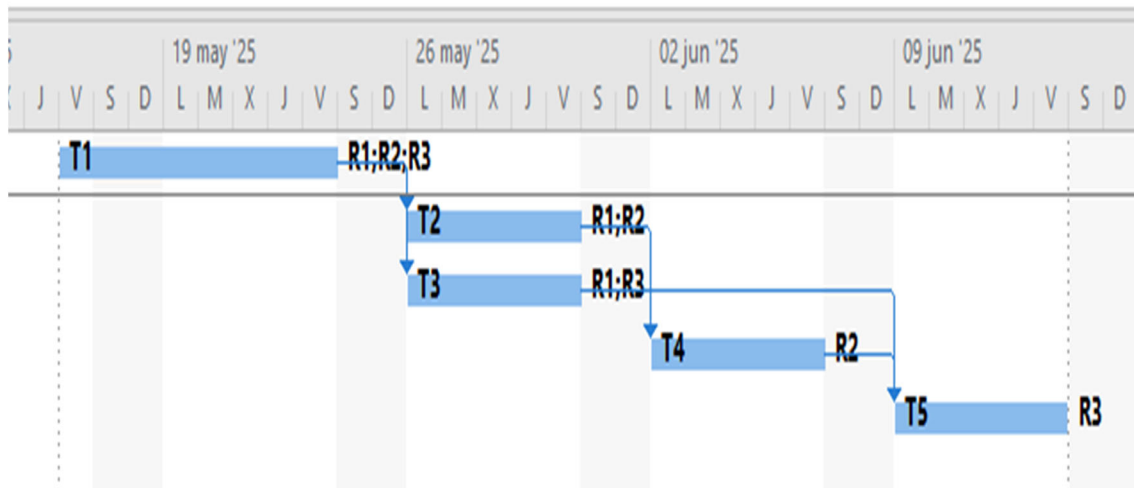 5 19 may '25 26 may '25 02 jun '25 09 jun '25
J V S D L M X J V S D L M X J V S D L M X J V S D L M X J V S D
T1 R1;R2;R3
T2 R1;R2
T3 R1;R3
T4 R2
T5 R3